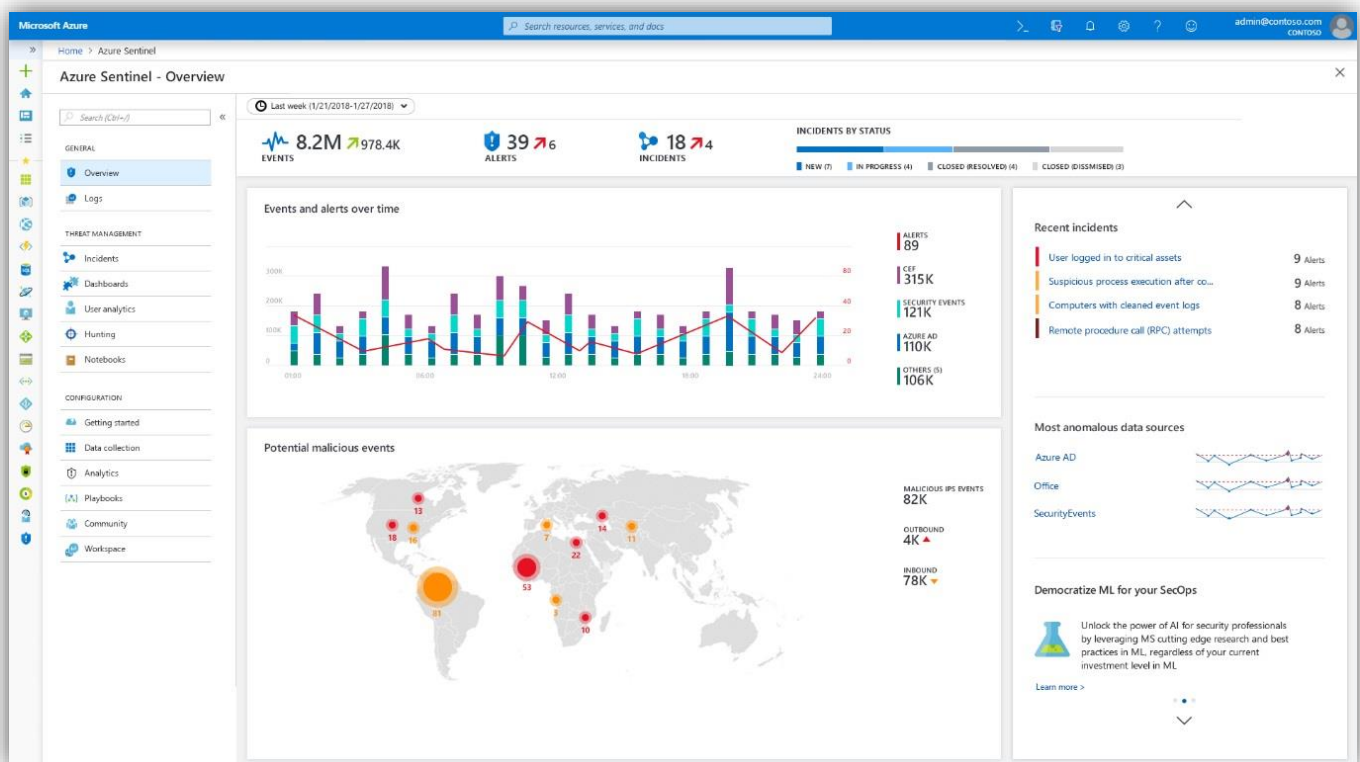 Microsoft Azure
Search resources, services, and docs
admin@contoso.com
CONTOSO
Home > Azure Sentinel
Azure Sentinel - Overview
Search (Ctrl+/)
GENERAL
Overview
Logs
THREAT MANAGEMENT
Incidents
Dashboards
User analytics
Hunting
Notebooks
CONFIGURATION
Getting started
Data collection
Analytics
Playbooks
Community
Workspace
Last week (1/21/2018-1/27/2018)
8.2M 978.4K
EVENTS
39 6
ALERTS
18 4
INCIDENTS
INCIDENTS BY STATUS
NEW (7) IN PROGRESS (4) CLOSED (RESOLVED) (4) CLOSED (DISSMISED) (3)
Events and alerts over time
300K
200K
100K
0
80
40
20
0
01:00 06:00 12:00 18:00 24:00
ALERTS
89
CEF
315K
SECURITY EVENTS
121K
AZURE AD
110K
OTHERS (5)
106K
Potential malicious events
13
18
16
7
14
11
22
53
81
3
10
MALICIOUS IPS EVENTS
82K
OUTBOUND
4K
INBOUND
78K
Recent incidents
User logged in to critical assets 9 Alerts
Suspicious process execution after co... 9 Alerts
Computers with cleaned event logs 8 Alerts
Remote procedure call (RPC) attempts 8 Alerts
Most anomalous data sources
Azure AD
Office
SecurityEvents
Democratize ML for your SecOps
Unlock the power of AI for security professionals
by leveraging MS cutting edge research and best
practices in ML, regardless of your current
investment level in ML
Learn more >